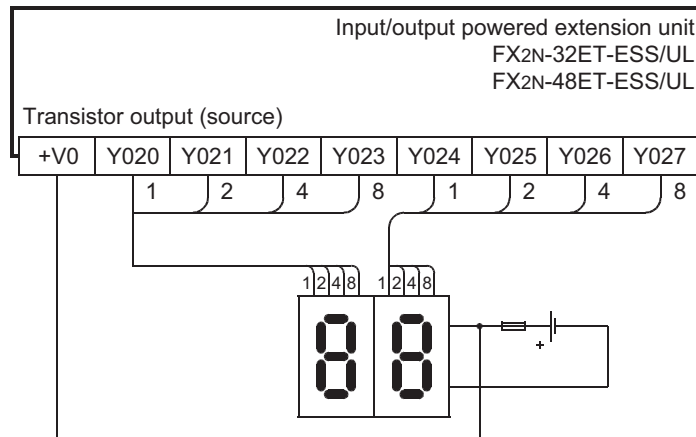 Input/output powered extension unit
FX2N-32ET-ESS/UL
FX2N-48ET-ESS/UL
Transistor output (source)
+V0 Y020 Y021 Y022 Y023 Y024 Y025 Y026 Y027
1 2 4 8 1 2 4 8
1 2 4 8 1 2 4 8
8 8
+